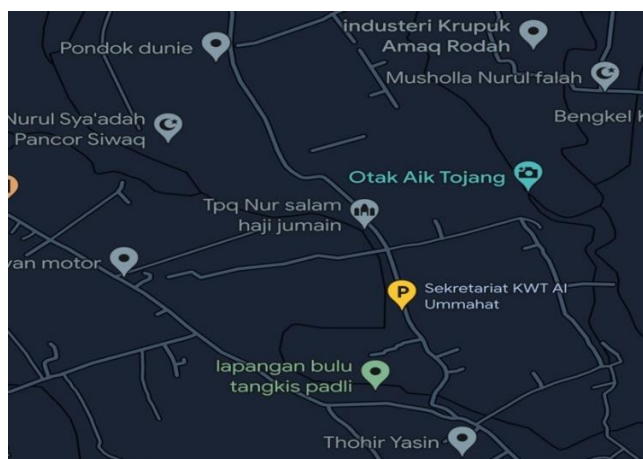 industeri Krupuk
Amaq Rodah
Pondok dunie
Musholla Nurul falah
Nurul Sya'adah
Pancor Siwaq
Bengkel K
Otak Aik Tojang
Tpq Nur salam
haji jumain
van motor
P
Sekretariat KWT Al
Ummahat
lapangan bulu
tangkis padli
Thohir Yasin